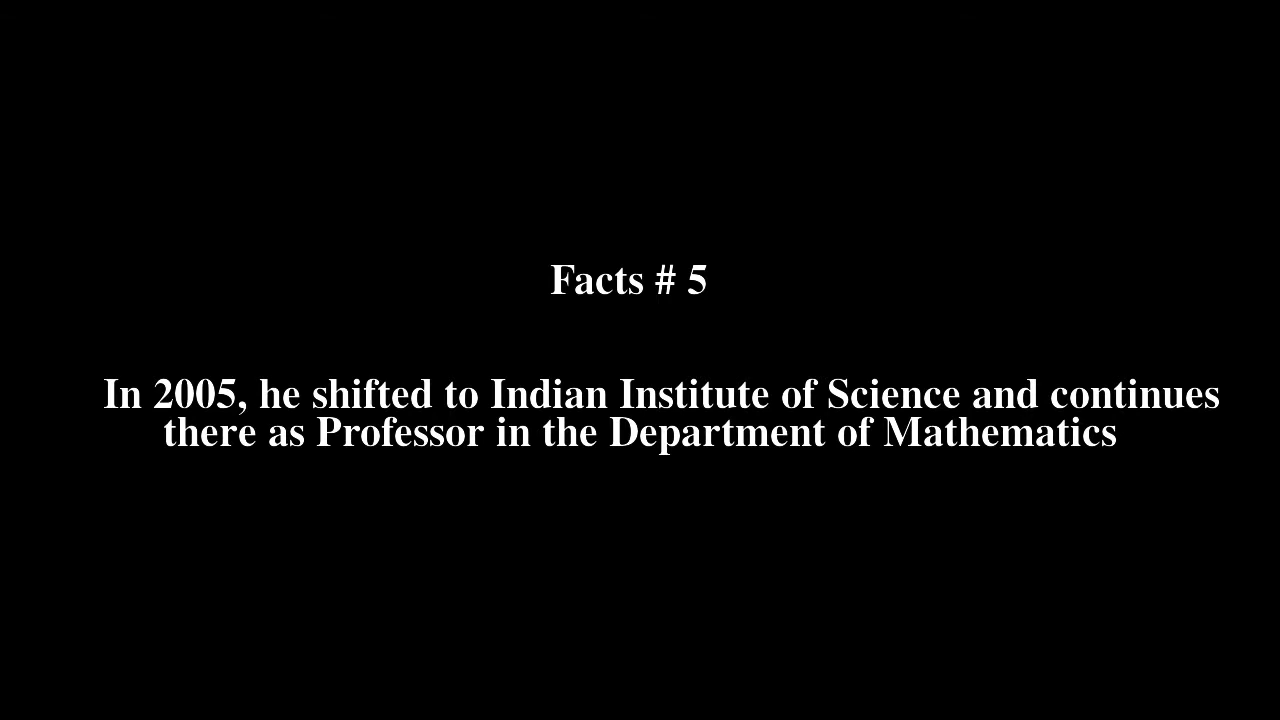 Facts # 5
In 2005, he shifted to Indian Institute of Science and continues
there as Professor in the Department of Mathematics